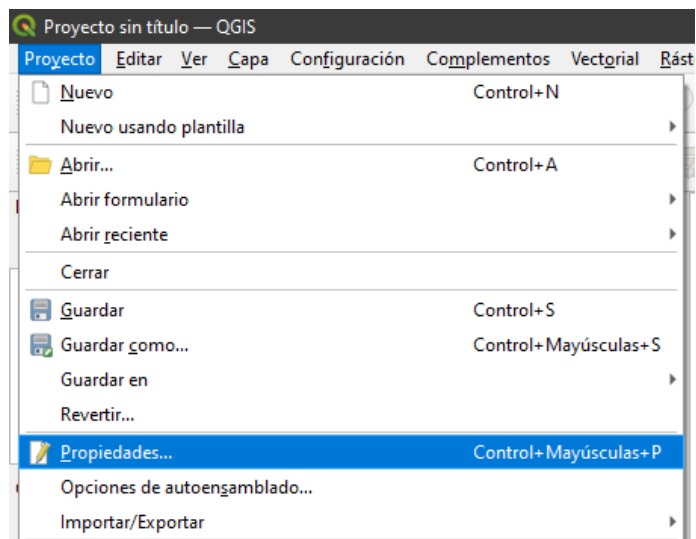 Proyecto sin título — QGIS
Proyecto Editar Ver Capa Configuración Complementos Vectorial Rást
Nuevo Control+N
Nuevo usando plantilla
Abrir... Control+A
Abrir formulario
Abrir reciente
Cerrar
Guardar Control+S
Guardar como... Control+Mayúsculas+S
Guardar en
Revertir...
Propiedades... Control+Mayúsculas+P
Opciones de autoensamblado...
Importar/Exportar